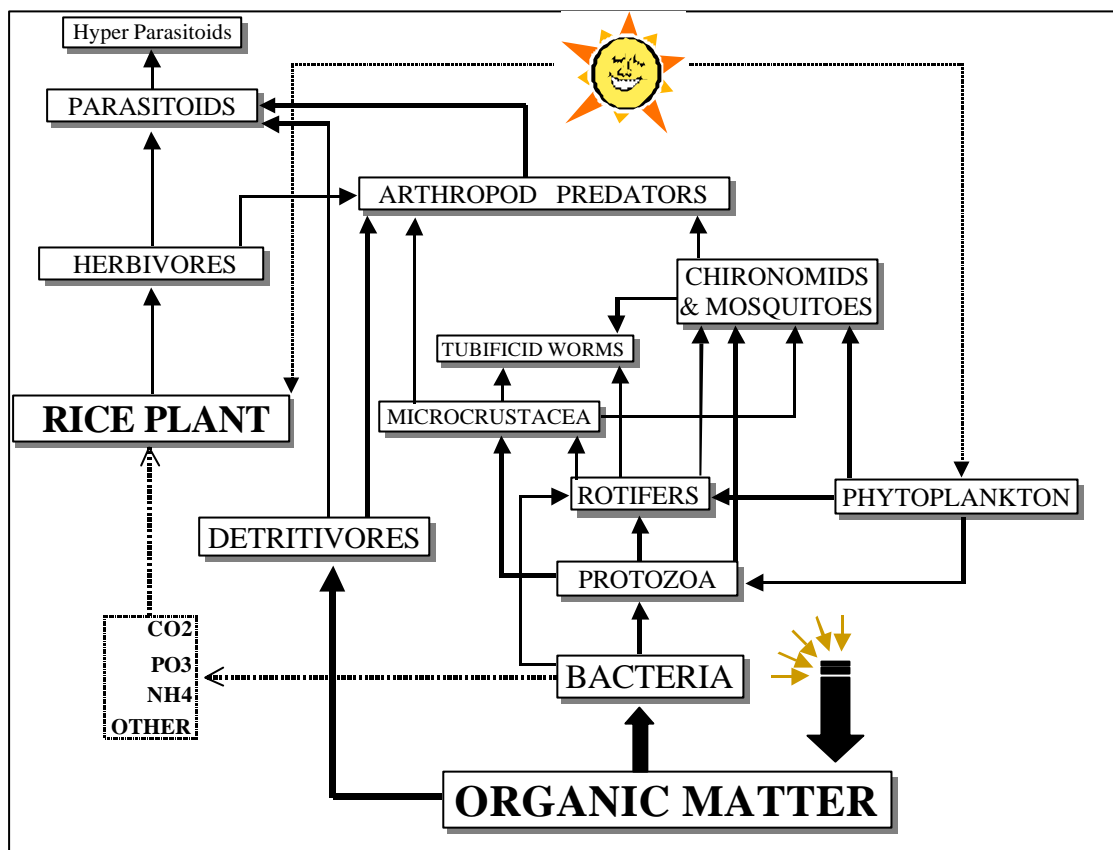 Hyper Parasitoids
PARASITOIDS
ARTHROPOD PREDATORS
HERBIVORES
CHIRONOMIDS
& MOSQUITOES
TUBIFICID WORMS
RICE PLANT
MICROCRUSTACEA
ROTIFERS
PHYTOPLANKTON
DETRITIVORES
PROTOZOA
CO2
PO3
NH4
OTHER
BACTERIA
ORGANIC MATTER